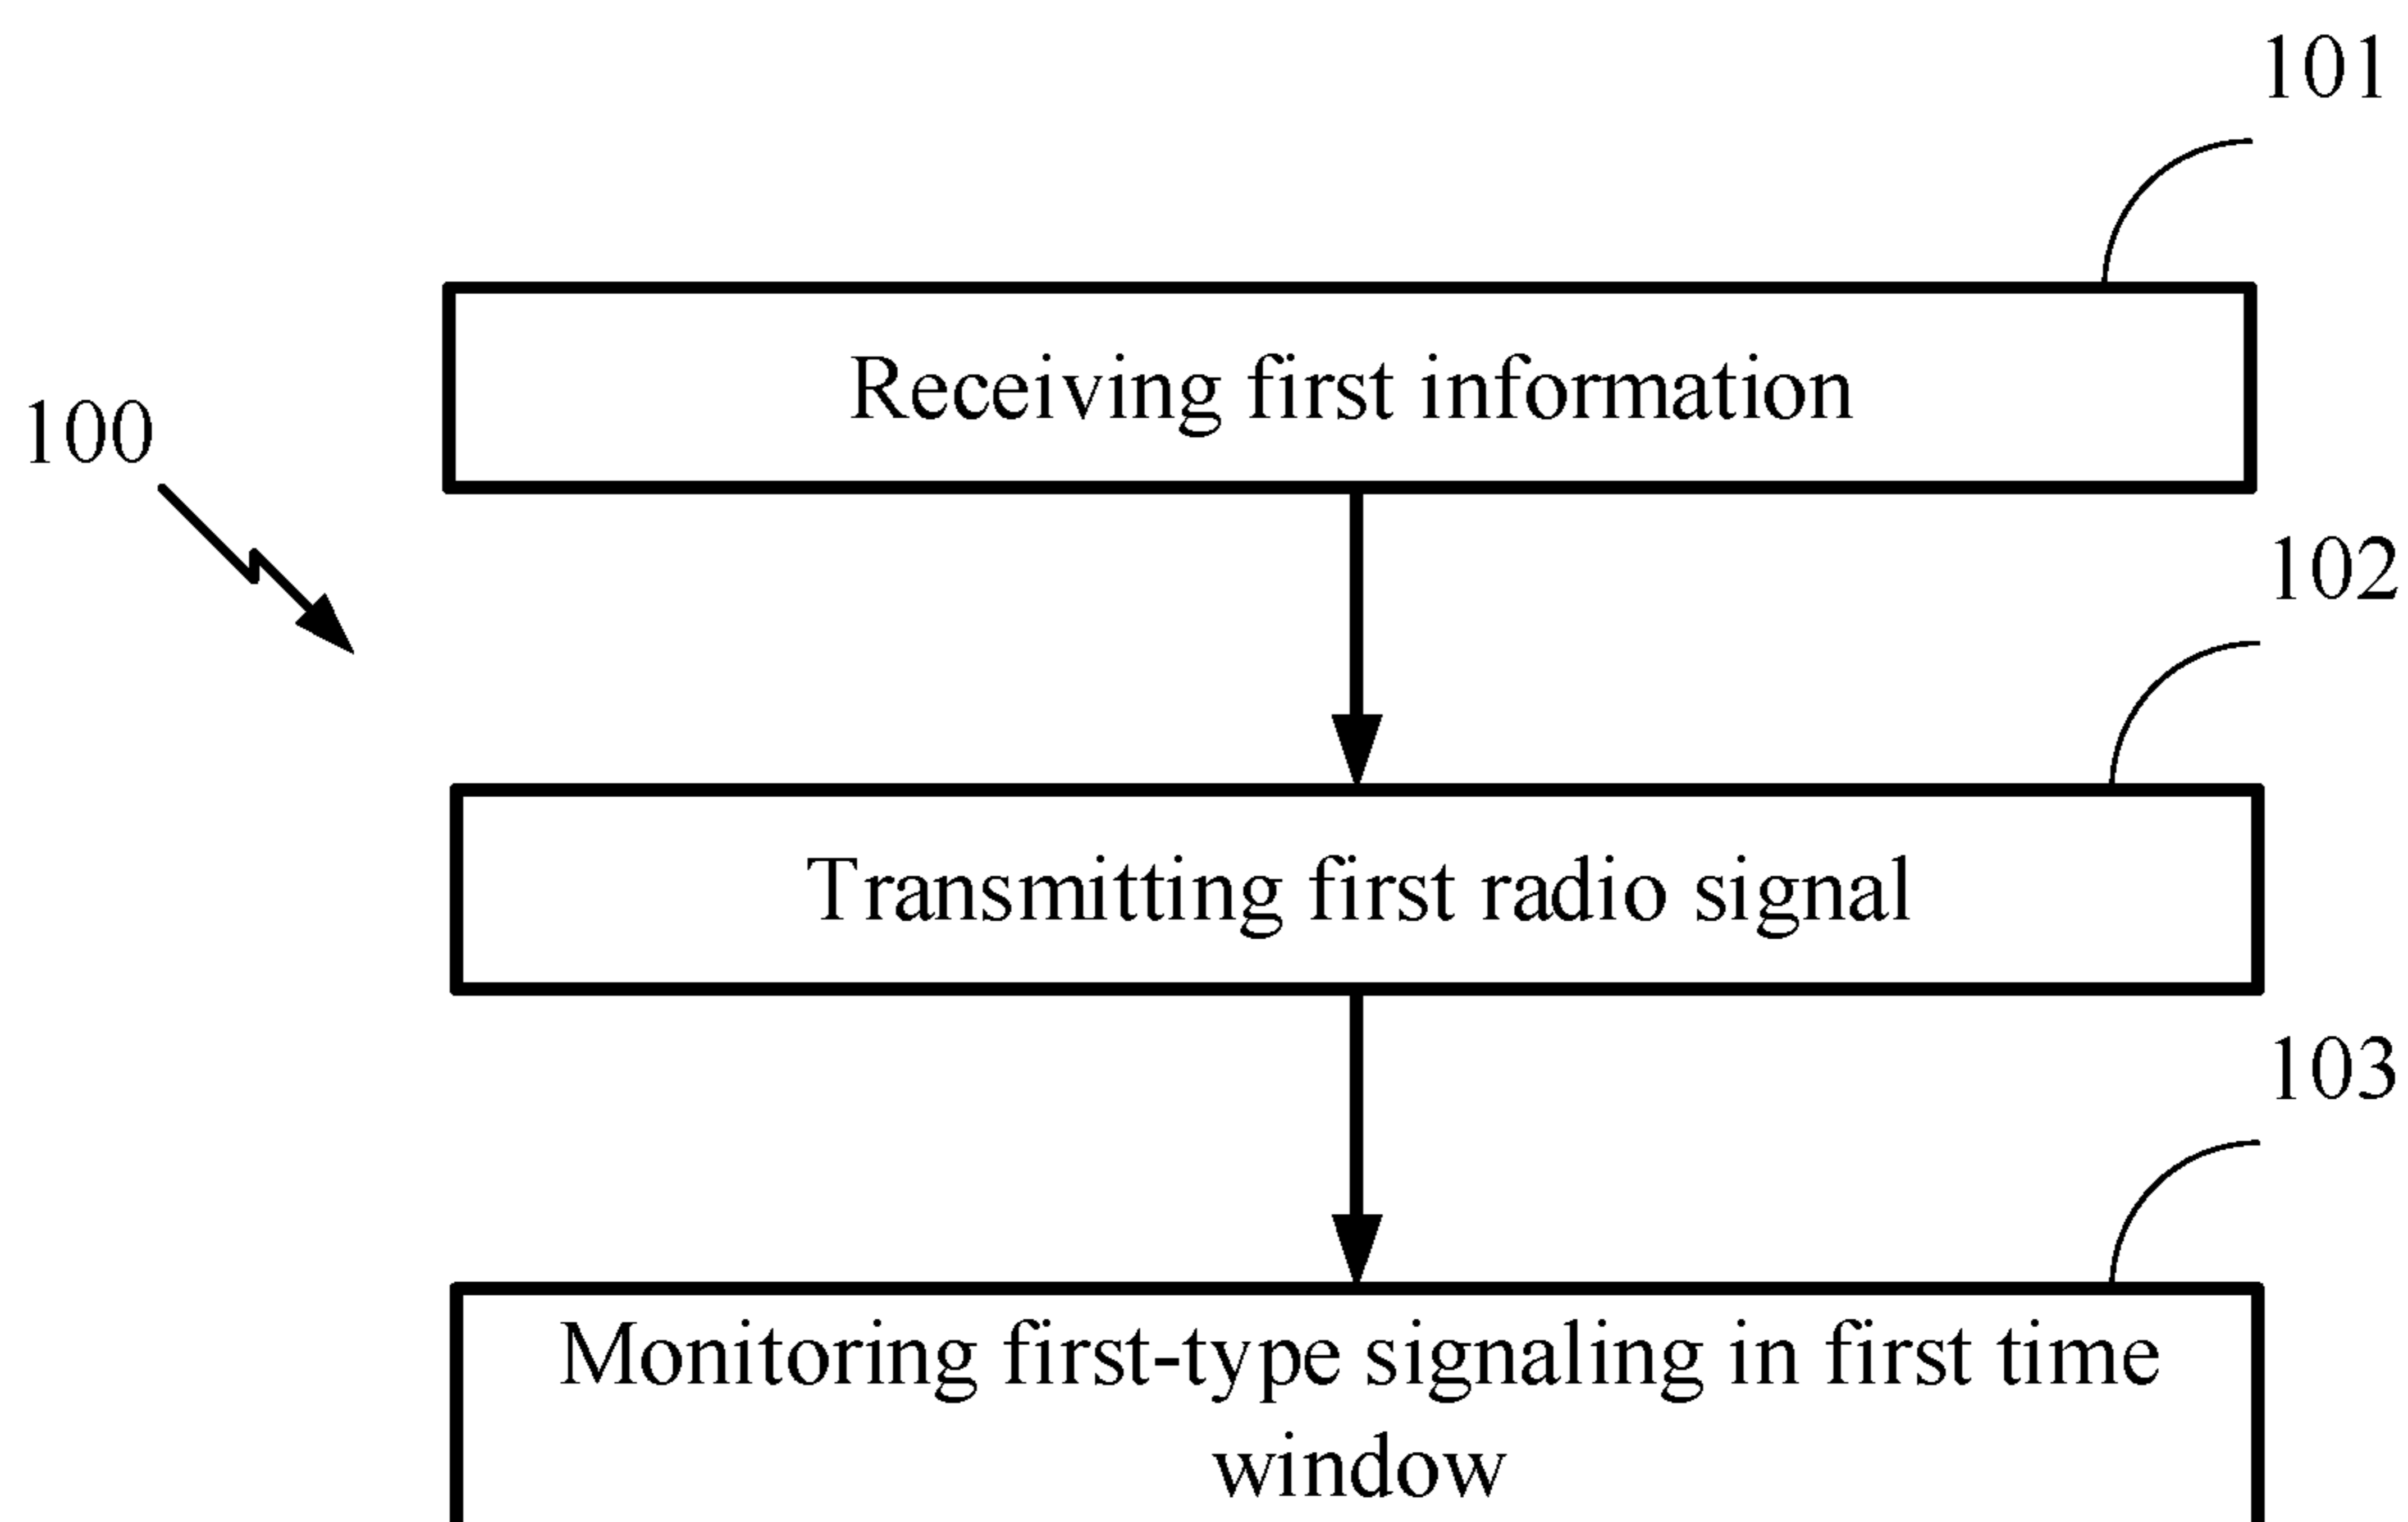 101
Receiving first information
100
102
Transmitting first radio signal
103
Monitoring first-type signaling in first time
window